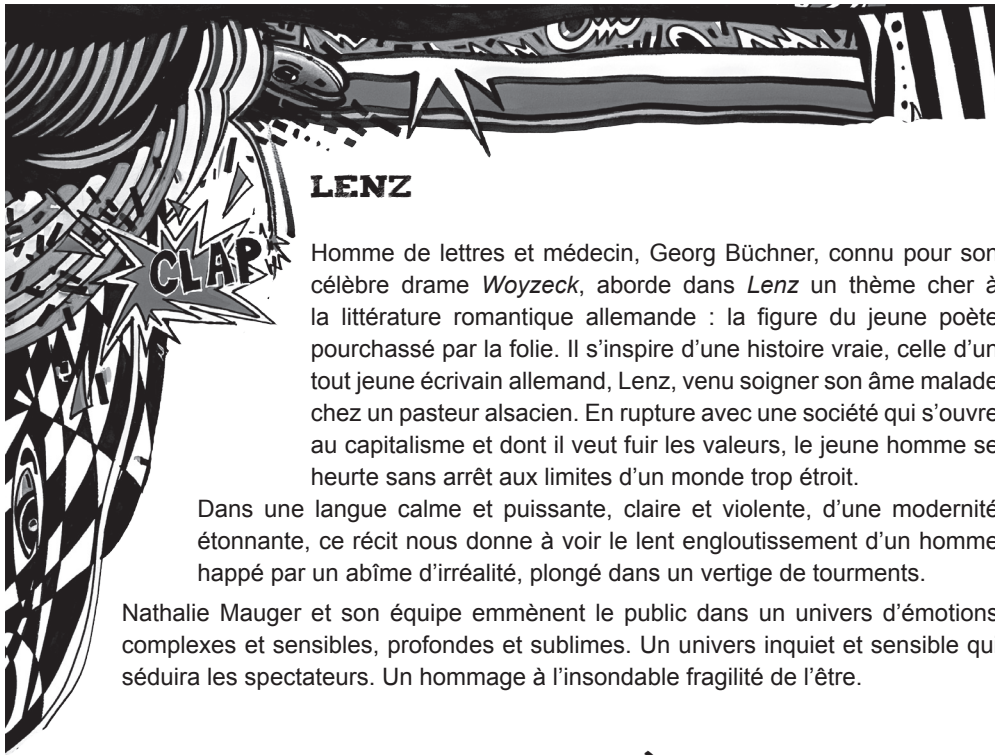 LENZ
CLAP
Homme de lettres et médecin, Georg Büchner, connu pour son
célèbre drame Woyzeck, aborde dans Lenz un thème cher à
la littérature romantique allemande : la figure du jeune poète
pourchassé par la folie. Il s’inspire d’une histoire vraie, celle d’un
tout jeune écrivain allemand, Lenz, venu soigner son âme malade
chez un pasteur alsacien. En rupture avec une société qui s’ouvre
au capitalisme et dont il veut fuir les valeurs, le jeune homme se
heurte sans arrêt aux limites d’un monde trop étroit.
Dans une langue calme et puissante, claire et violente, d’une modernité
étonnante, ce récit nous donne à voir le lent engloutissement d’un homme
happé par un abîme d’irréalité, plongé dans un vertige de tourments.
Nathalie Mauger et son équipe emmènent le public dans un univers d’émotions
complexes et sensibles, profondes et sublimes. Un univers inquiet et sensible qu
séduira les spectateurs. Un hommage à l’insondable fragilité de l’être.